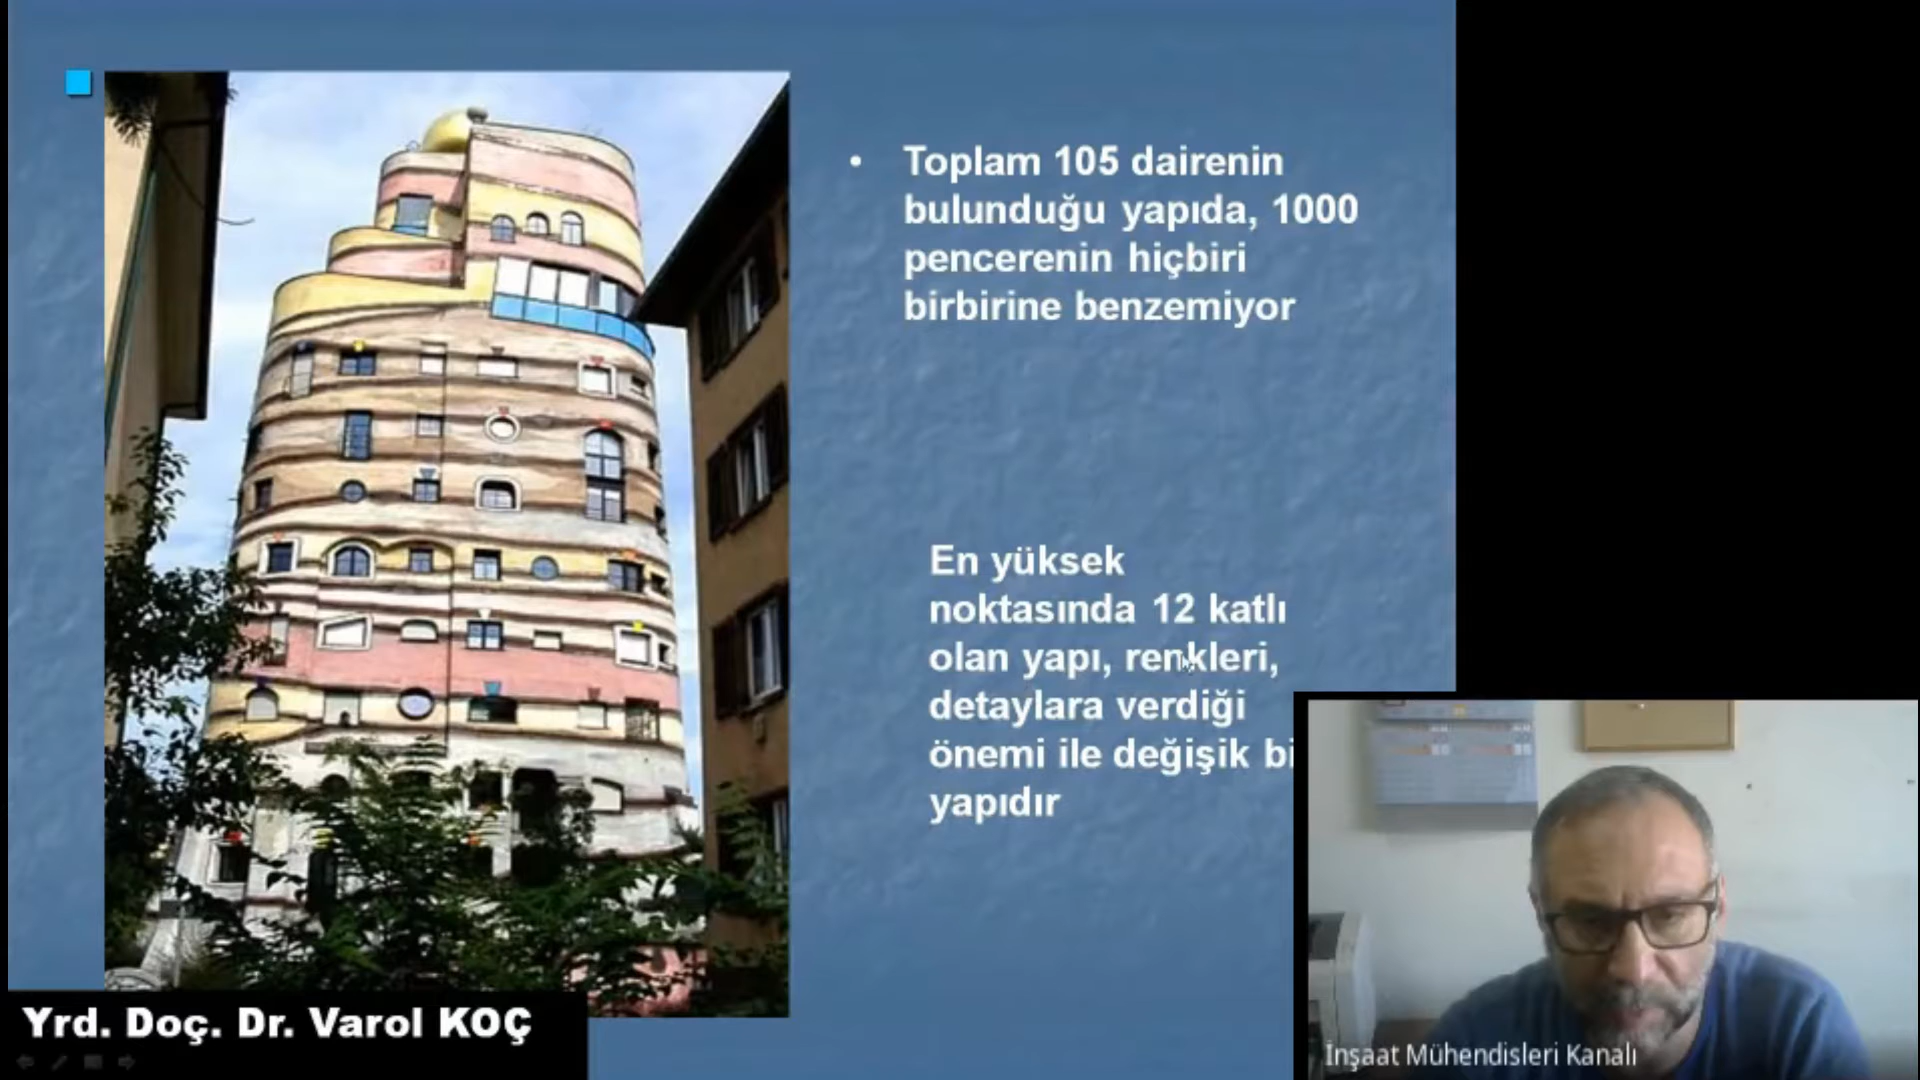 • Toplam 105 dairenin
bulunduğu yapıda, 1000
pencerenin hiçbiri
birbirine benzemiyor
En yüksek
noktasında 12 katlı
olan yapı, renkleri,
detaylara verdiği
önemi ile değişik bi
yapıdır
Yrd. Doç. Dr. Varol KOÇ
İnşaat Mühendisleri Kanalı